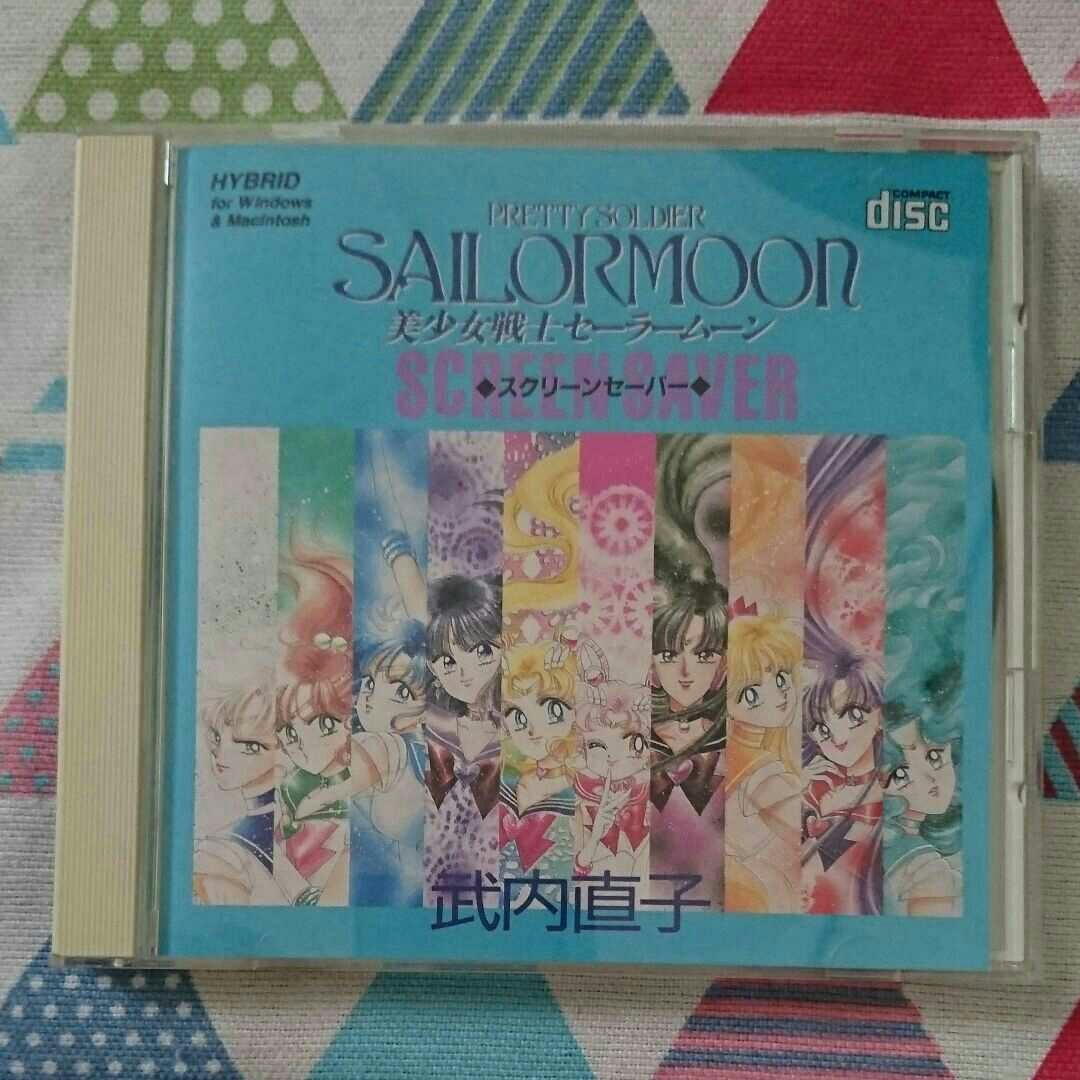 HYBRID
for Windows
& Macintosh
COMPACT
disc
PRETTY SOLDIER
SAILORMOON
美少女戦士セーラームーン
SCREEN SAVER
◆スクリーンセーバー◆
武内直子